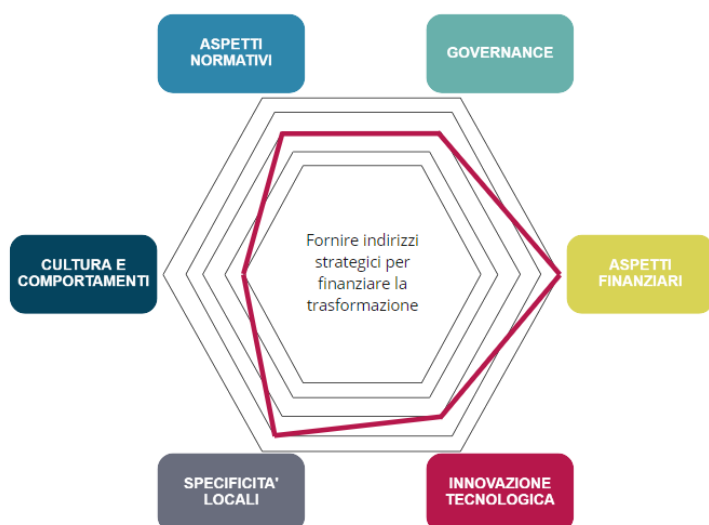 ASPETTI
NORMATIVI
GOVERNANCE
CULTURA E
COMPORTAMENTI
Fornire indirizzi
strategici per
finanziare la
trasformazione
ASPETTI
FINANZIARI
SPECIFICITA'
LOCALI
INNOVAZIONE
TECNOLOGICA